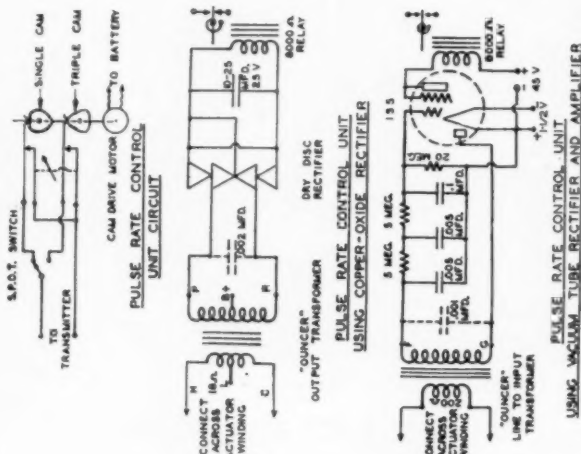 S.P.D.T. SWITCH
SINGLE CAM
TRIPLE CAM
TO BATTERY
TO
TRANSMITTER
CAM DRIVE MOTOR
PULSE RATE CONTROL
UNIT CIRCUIT
CONNECT
ACROSS
ACTUATOR
WINDING
H
C
P
B+
R
.002 MFD.
"OUNCER"
OUTPUT TRANSFORMER
DRY DISC
RECTIFIER
10-25
MFD.
25 V
8000 Ω
RELAY
PULSE RATE CONTROL UNIT
USING COPPER-OXIDE RECTIFIER
CONNECT
ACROSS
ACTUATOR
WINDING
G
"OUNCER"
LINE TO INPUT
TRANSFORMER
.001
MFD.
5 MEG.
5 MEG.
.005
MFD.
.005
MFD.
.1
MFD.
20 MEG.
1S5
8000 Ω
RELAY
45 V
1-1/2 V
PULSE RATE CONTROL UNIT
USING VACUUM TUBE RECTIFIER AND AMPLIFIER